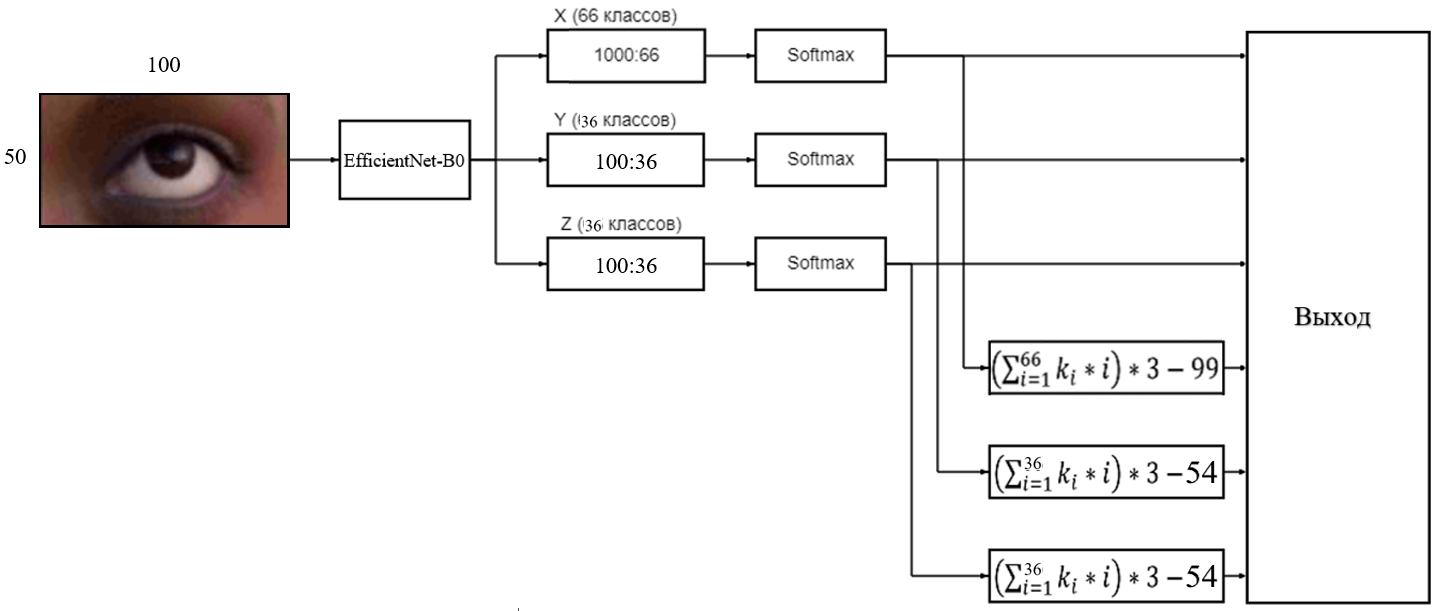 100
50
EfficientNet-B0
X (66 классов)
1000:66
Softmax
Y (36 классов)
100:36
Softmax
Z (36 классов)
100:36
Softmax
Выход
(∑_{i=1}^{66} k_i * i) * 3 − 99
(∑_{i=1}^{36} k_i * i) * 3 − 54
(∑_{i=1}^{36} k_i * i) * 3 − 54